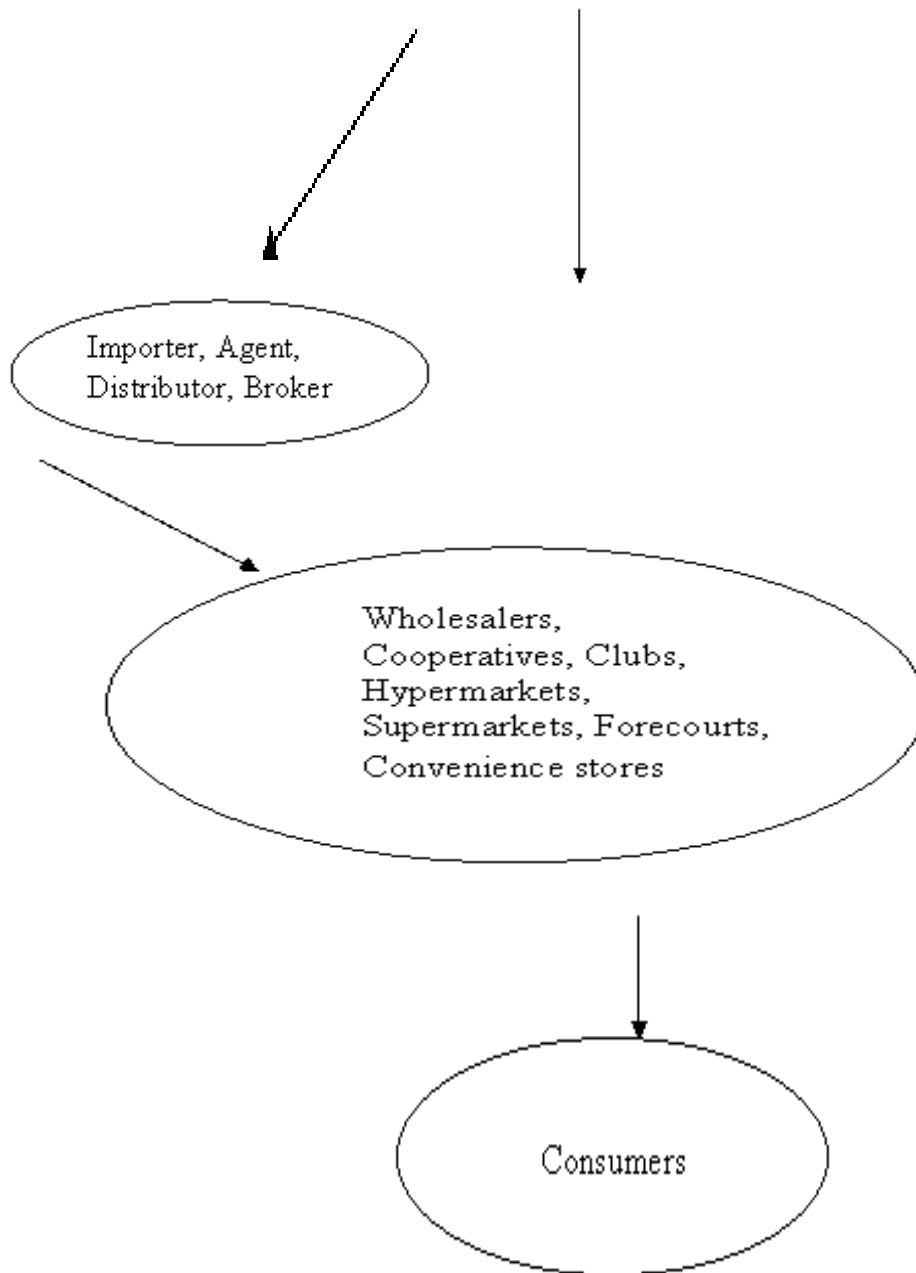 Importer, Agent,
Distributor, Broker
Wholesalers,
Cooperatives, Clubs,
Hypermarkets,
Supermarkets, Forecourts,
Convenience stores
Consumers